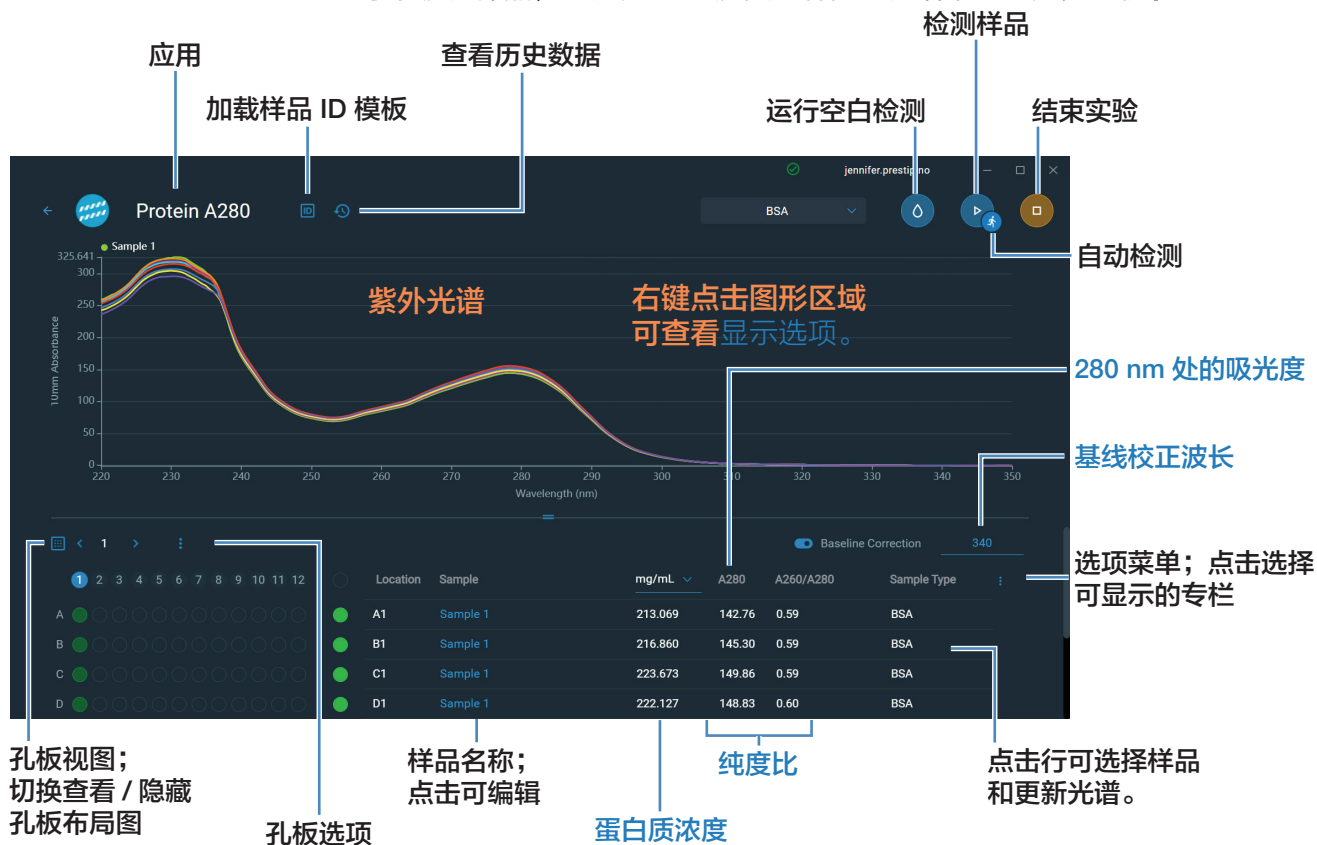 检测样品
应用
查看历史数据
加载样品 ID 模板
运行空白检测
结束实验
jennifer.prestipino
Protein A280
ID
BSA
自动检测
Sample 1
325.641
300
250
200
150
100
50
0
10mm Absorbance
紫外光谱
右键点击图形区域
可查看显示选项。
280 nm 处的吸光度
基线校正波长
220 230 240 250 260 270 280 290 300 310 320 330 340 350
Wavelength (nm)
1
Baseline Correction 340
选项菜单；点击选择
可显示的专栏
1 2 3 4 5 6 7 8 9 10 11 12
Location Sample mg/mL A280 A260/A280 Sample Type
A A1 Sample 1 213.069 142.76 0.59 BSA
B B1 Sample 1 216.860 145.30 0.59 BSA
C C1 Sample 1 223.673 149.86 0.59 BSA
D D1 Sample 1 222.127 148.83 0.60 BSA
孔板视图；
切换查看 / 隐藏
孔板布局图
孔板选项
样品名称；
点击可编辑
蛋白质浓度
纯度比
点击行可选择样品
和更新光谱。